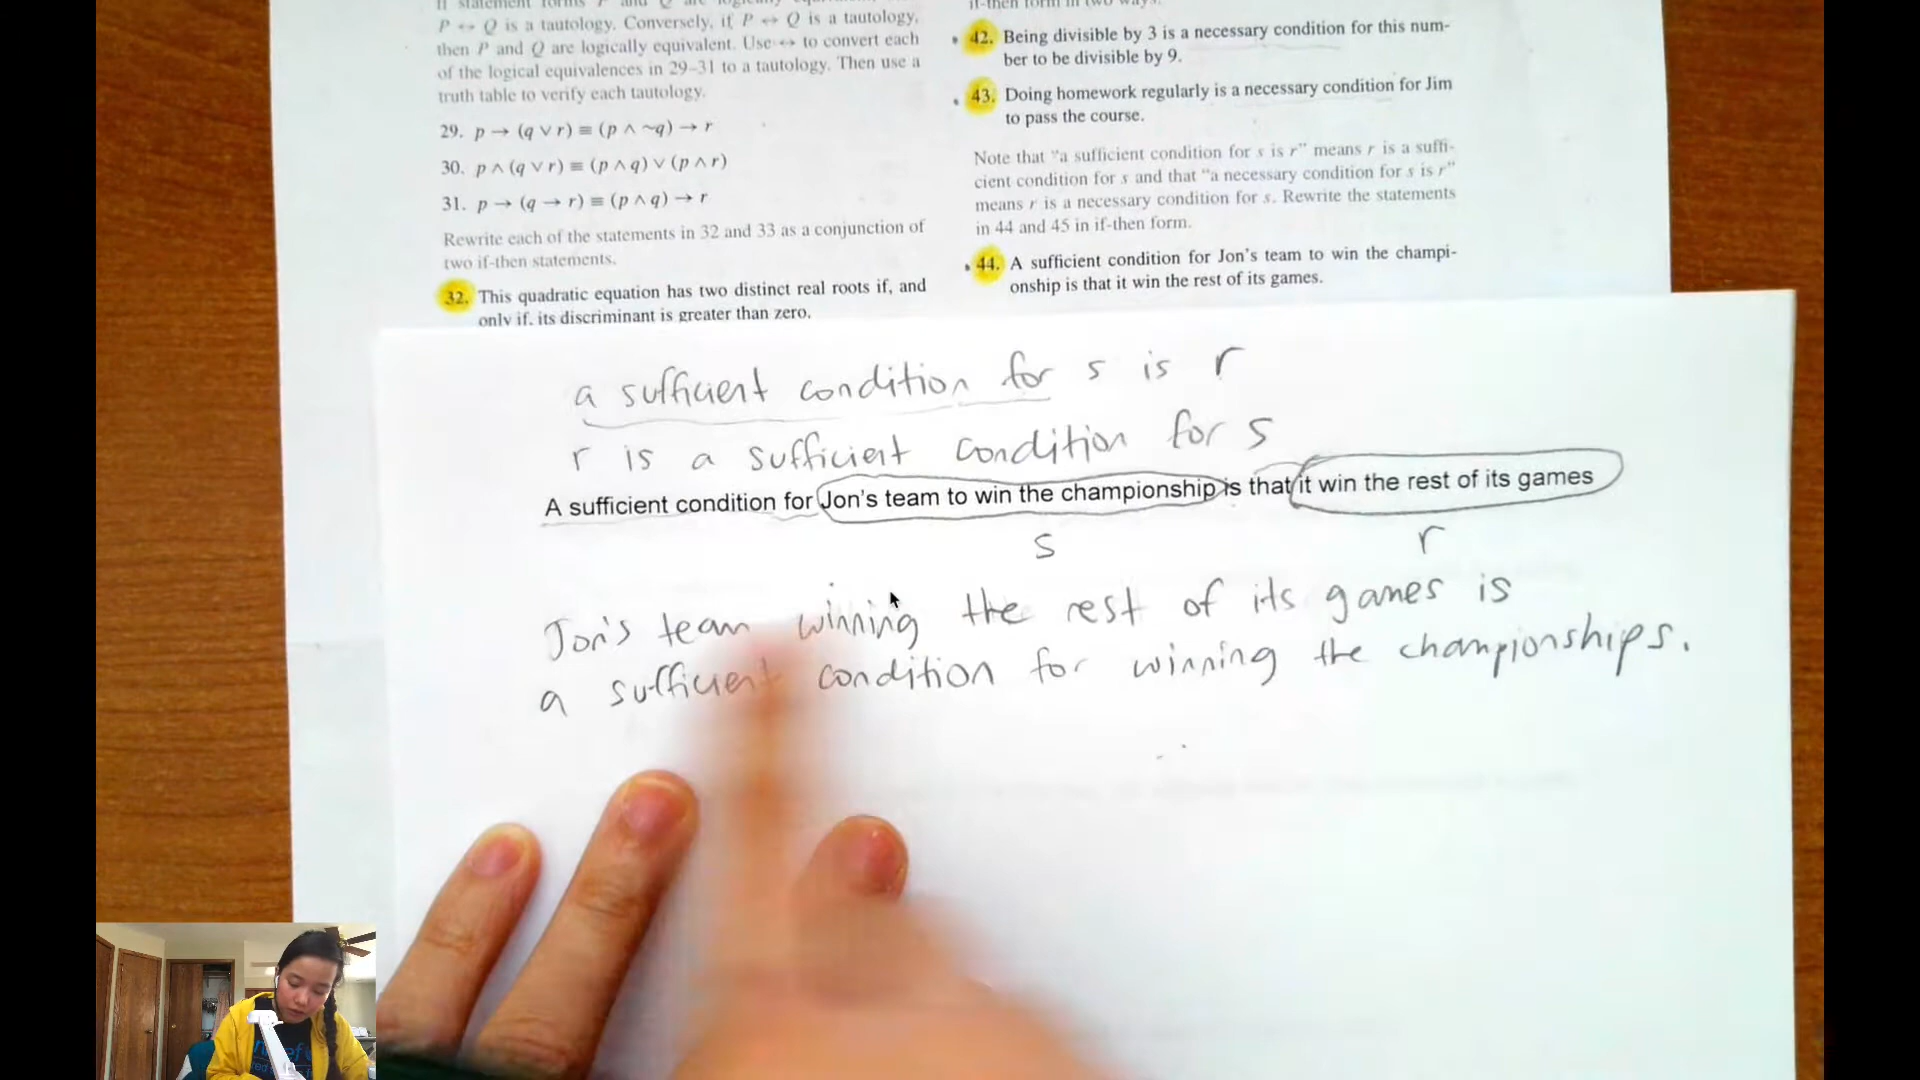 P ↔ Q is a tautology. Conversely, if P ↔ Q is a tautology,
then P and Q are logically equivalent. Use ↔ to convert each
of the logical equivalences in 29–31 to a tautology. Then use a
truth table to verify each tautology.
29. p → (q ∨ r) ≡ (p ∧ ~q) → r
30. p ∧ (q ∨ r) ≡ (p ∧ q) ∨ (p ∧ r)
31. p → (q → r) ≡ (p ∧ q) → r
Rewrite each of the statements in 32 and 33 as a conjunction of
two if-then statements.
32. This quadratic equation has two distinct real roots if, and
only if, its discriminant is greater than zero.
if-then form in two ways.
42. Being divisible by 3 is a necessary condition for this num-
ber to be divisible by 9.
43. Doing homework regularly is a necessary condition for Jim
to pass the course.
Note that "a sufficient condition for s is r" means r is a suffi-
cient condition for s and that "a necessary condition for s is r"
means r is a necessary condition for s. Rewrite the statements
in 44 and 45 in if-then form.
44. A sufficient condition for Jon's team to win the champi-
onship is that it win the rest of its games.
a sufficient condition for s is r
r is a sufficient condition for s
A sufficient condition for Jon's team to win the championship is that it win the rest of its games
s r
Jon's team winning the rest of its games is
a sufficient condition for winning the championships.